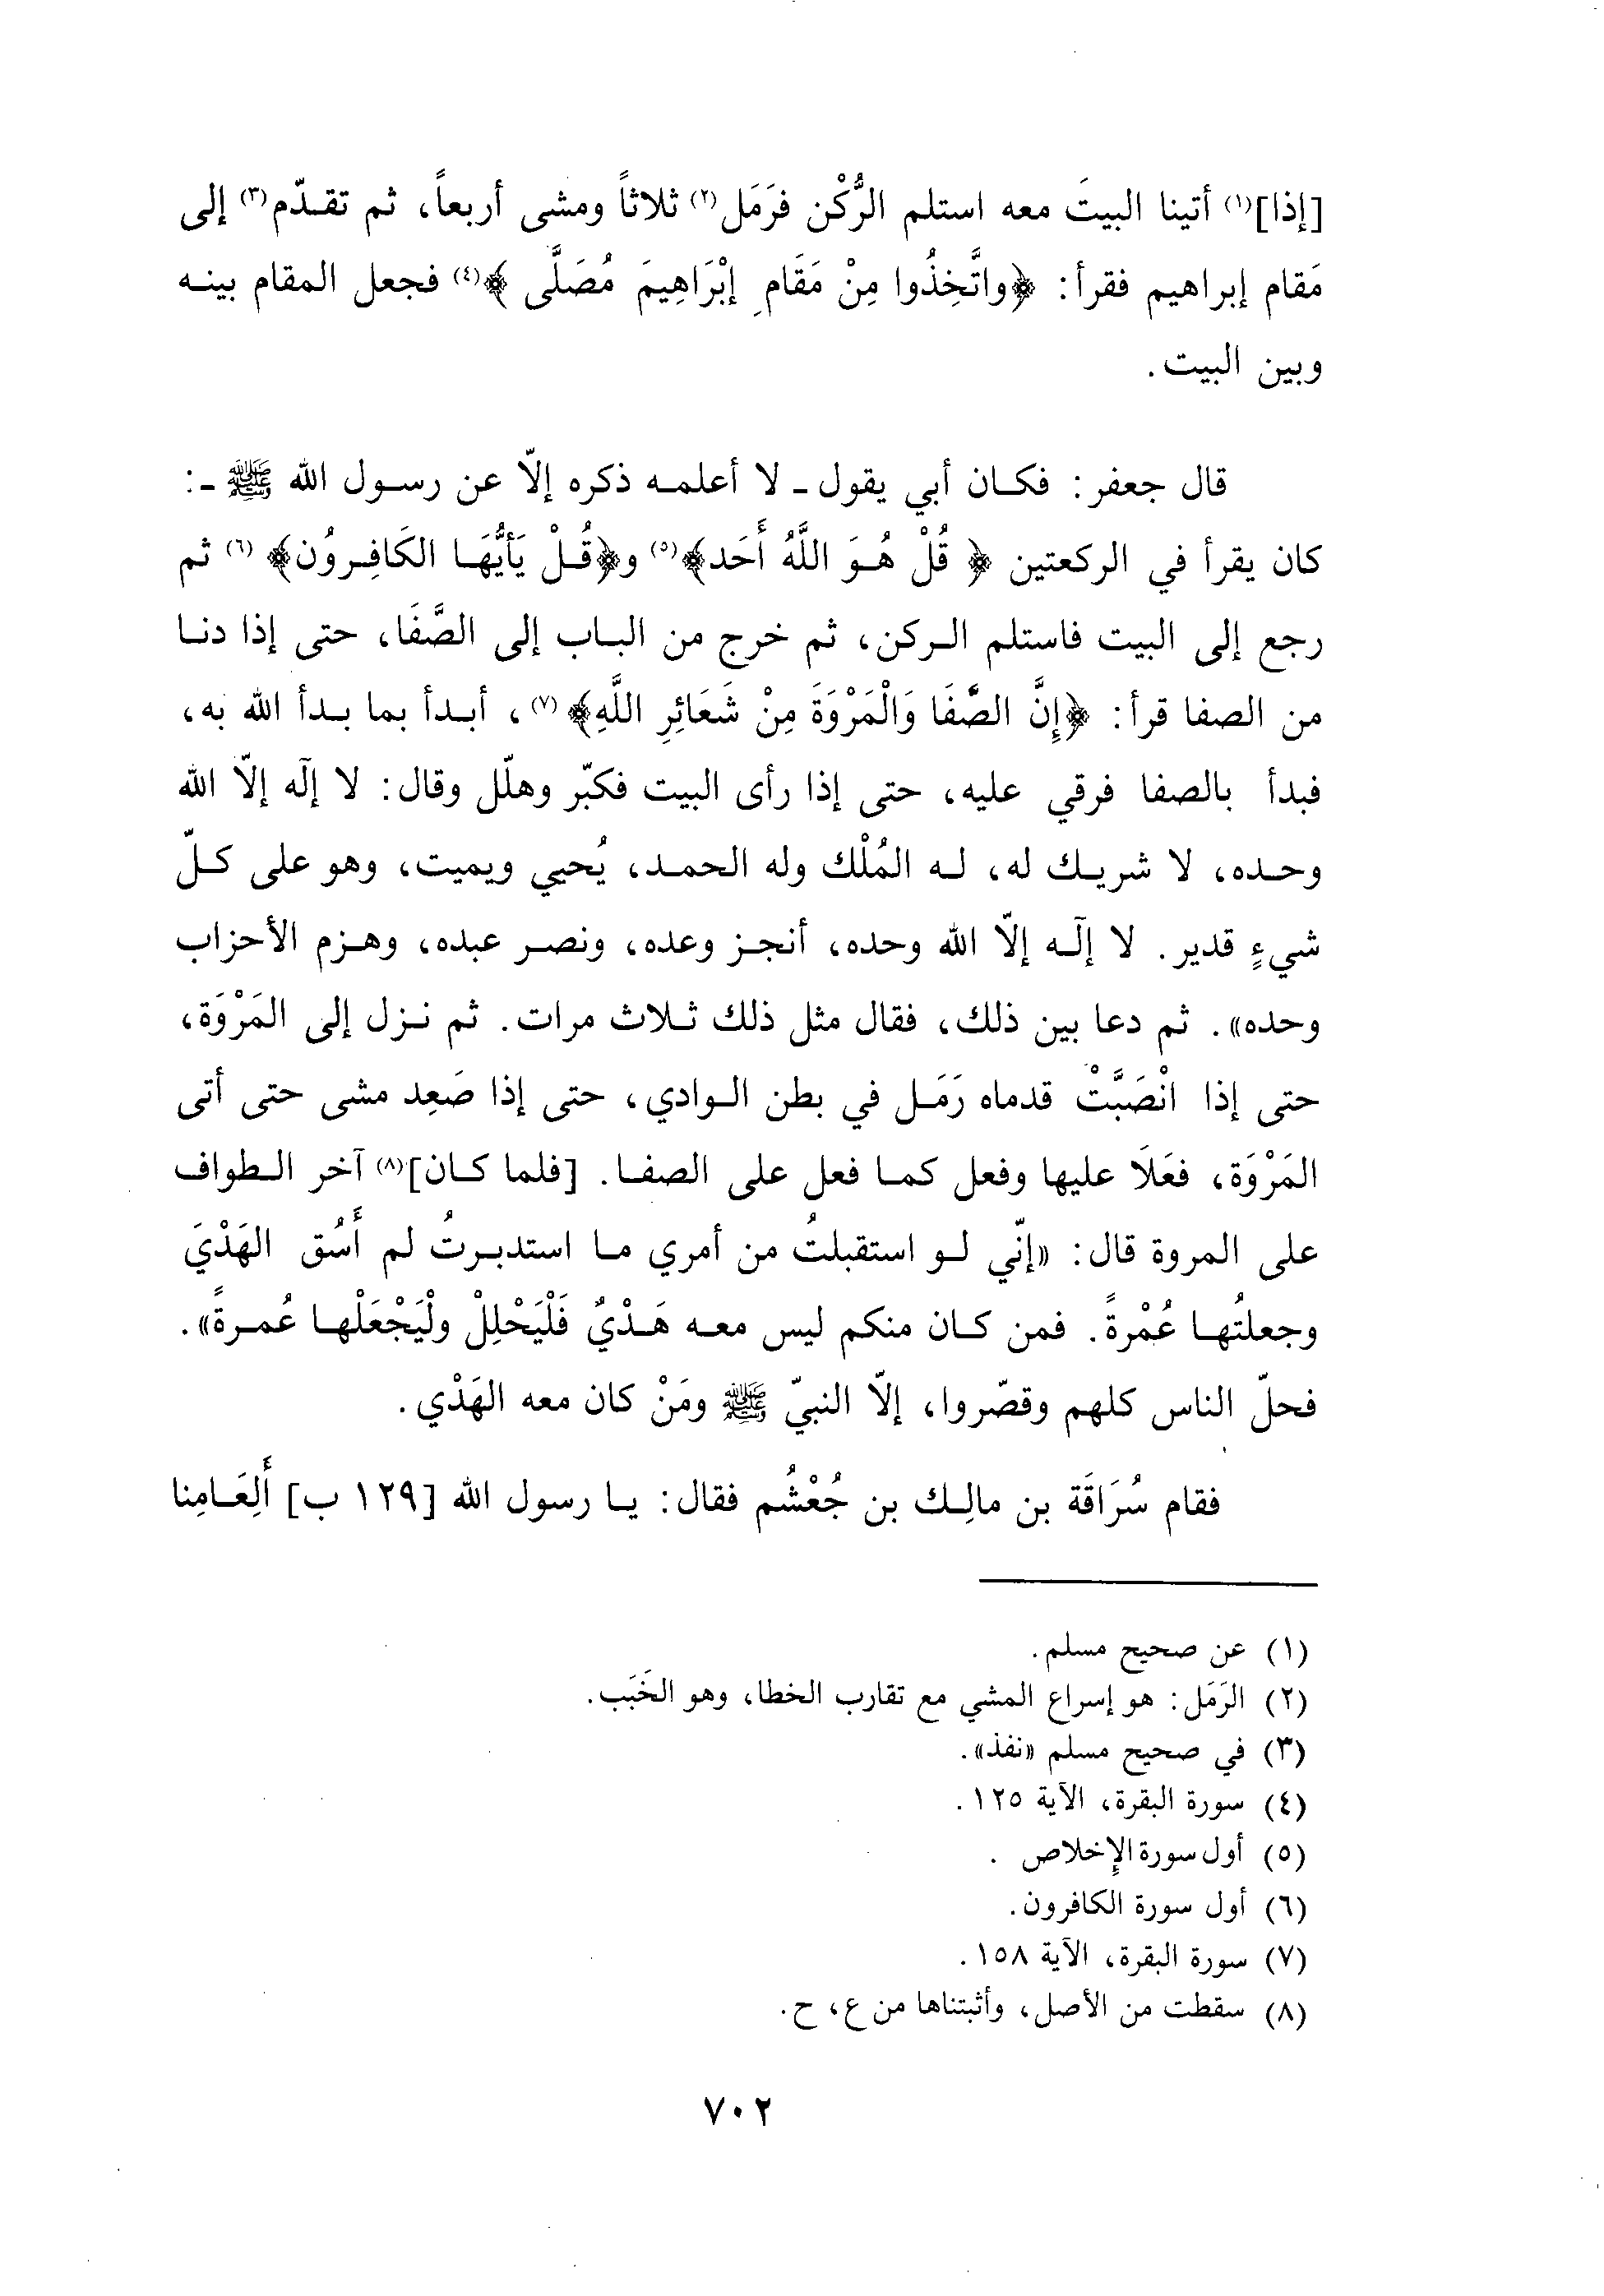 [إذا]⁽١⁾ أتينا البيتَ معه استلم الرُّكْن فرَمَل⁽٢⁾ ثلاثاً ومشى أربعاً، ثم تقدّم⁽٣⁾ إلى
مَقام إبراهيم فقرأ: ﴿واتَّخِذُوا مِنْ مَقَامِ إبْرَاهِيمَ مُصَلَّى﴾⁽٤⁾ فجعل المقام بينه
وبين البيت.
قال جعفر: فكان أبي يقول ـ لا أعلمه ذكره إلاّ عن رسول الله ﷺ ـ:
كان يقرأ في الركعتين ﴿قُلْ هُوَ اللَّهُ أَحَد﴾⁽٥⁾ و﴿قُلْ يَأيُّهَا الكَافِروُن﴾⁽٦⁾ ثم
رجع إلى البيت فاستلم الركن، ثم خرج من الباب إلى الصَّفَا، حتى إذا دنا
من الصفا قرأ: ﴿إِنَّ الصَّفَا وَالْمَرْوَةَ مِنْ شَعَائِرِ اللَّهِ﴾⁽٧⁾، أبدأ بما بدأ الله به،
فبدأ بالصفا فرقي عليه، حتى إذا رأى البيت فكبّر وهلّل وقال: لا إلَه إلاّ الله
وحده، لا شريك له، له المُلْك وله الحمد، يُحيي ويميت، وهو على كلّ
شيءٍ قدير. لا إلَه إلاّ الله وحده، أنجز وعده، ونصر عبده، وهزم الأحزاب
وحده». ثم دعا بين ذلك، فقال مثل ذلك ثلاث مرات. ثم نزل إلى المَرْوَة،
حتى إذا انْصَبَّتْ قدماه رَمَل في بطن الوادي، حتى إذا صَعِد مشى حتى أتى
المَرْوَة، فعَلاَ عليها وفعل كما فعل على الصفا. [فلما كان]⁽٨⁾ آخر الطواف
على المروة قال: «إنّي لو استقبلتُ من أمري ما استدبرتُ لم أَسُق الهَدْيَ
وجعلتُها عُمْرةً. فمن كان منكم ليس معه هَدْيٌ فَلْيَحْلِلْ ولْيَجْعَلْها عُمرةً».
فحلّ الناس كلهم وقصّروا، إلاّ النبيّ ﷺ ومَنْ كان معه الهَدْي.
فقام سُرَاقَة بن مالِك بن جُعْشُم فقال: يا رسول الله [١٢٩ ب] أَلِعَامِنا
(١) عن صحيح مسلم.
(٢) الرَمَل: هو إسراع المشي مع تقارب الخطا، وهو الخَبَب.
(٣) في صحيح مسلم «نفذ».
(٤) سورة البقرة، الآية ١٢٥.
(٥) أول سورة الإخلاص .
(٦) أول سورة الكافرون.
(٧) سورة البقرة، الآية ١٥٨.
(٨) سقطت من الأصل، وأثبتناها من ع، ح.
٧٠٢